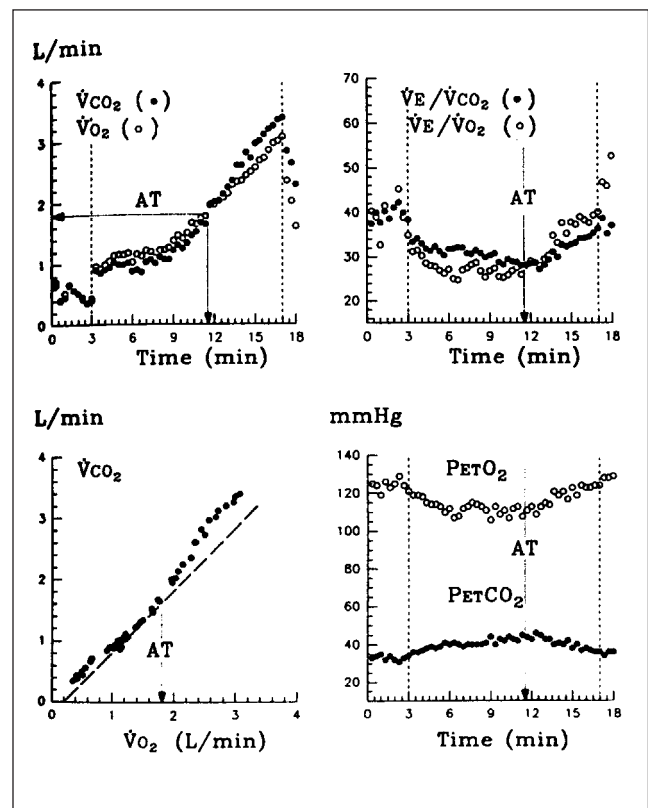 L/min
4
3
2
1
0
V̇CO₂ (●)
V̇O₂ (○)
AT
0 3 6 9 12 15 18
Time (min)
70
60
50
40
30
20
V̇E/V̇CO₂ (●)
V̇E/V̇O₂ (○)
AT
0 3 6 9 12 15 18
Time (min)
L/min
4
3
2
1
0
V̇CO₂
AT
0 1 2 3 4
V̇O₂ (L/min)
mmHg
140
120
100
80
60
40
20
PETO₂
AT
PETCO₂
0 3 6 9 12 15 18
Time (min)